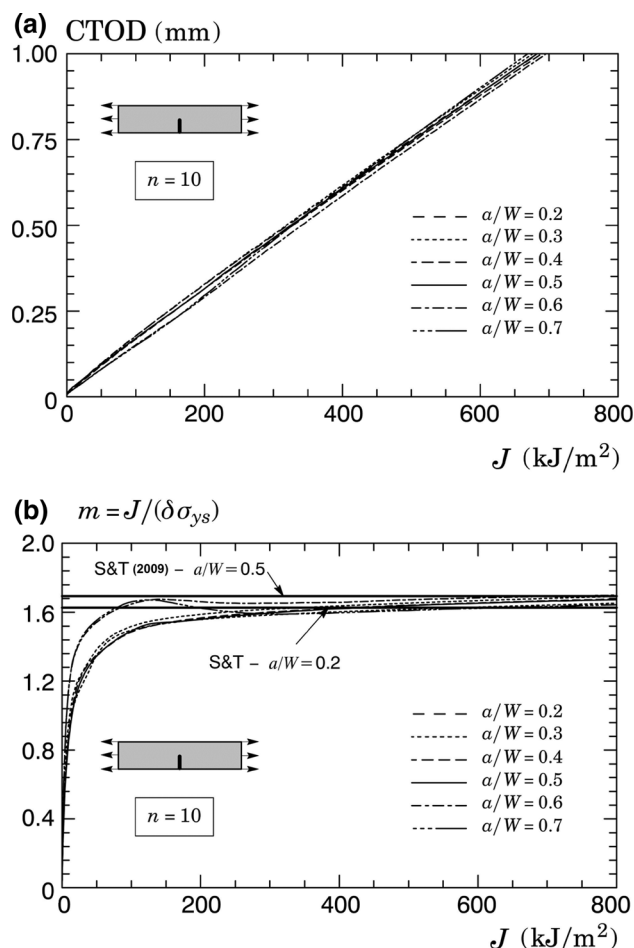 (a) CTOD (mm)
1.00
0.75
0.50
0.25
0
n = 10
a/W = 0.2
a/W = 0.3
a/W = 0.4
a/W = 0.5
a/W = 0.6
a/W = 0.7
0 200 400 600 800
J (kJ/m²)
(b) m = J/(δσys)
2.0
1.6
1.2
0.8
0.4
0
S&T (2009) – a/W = 0.5
S&T – a/W = 0.2
n = 10
a/W = 0.2
a/W = 0.3
a/W = 0.4
a/W = 0.5
a/W = 0.6
a/W = 0.7
0 200 400 600 800
J (kJ/m²)